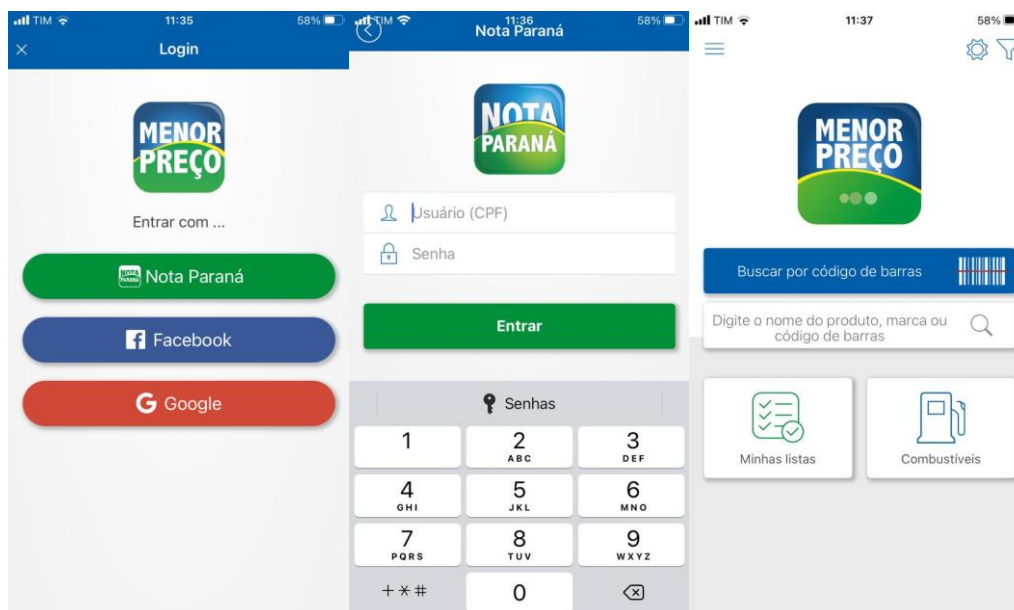 TIM 11:35 58%
Login
MENOR
PREÇO
Entrar com ...
NOTA PARANÁ Nota Paraná
f Facebook
G Google
TIM 11:36 58%
Nota Paraná
NOTA
PARANÁ
Usuário (CPF)
Senha
Entrar
Senhas
1 2 3
ABC DEF
4 5 6
GHI JKL MNO
7 8 9
PQRS TUV WXYZ
+*# 0
TIM 11:37 58%
MENOR
PREÇO
Buscar por código de barras
Digite o nome do produto, marca ou
código de barras
Minhas listas Combustíveis